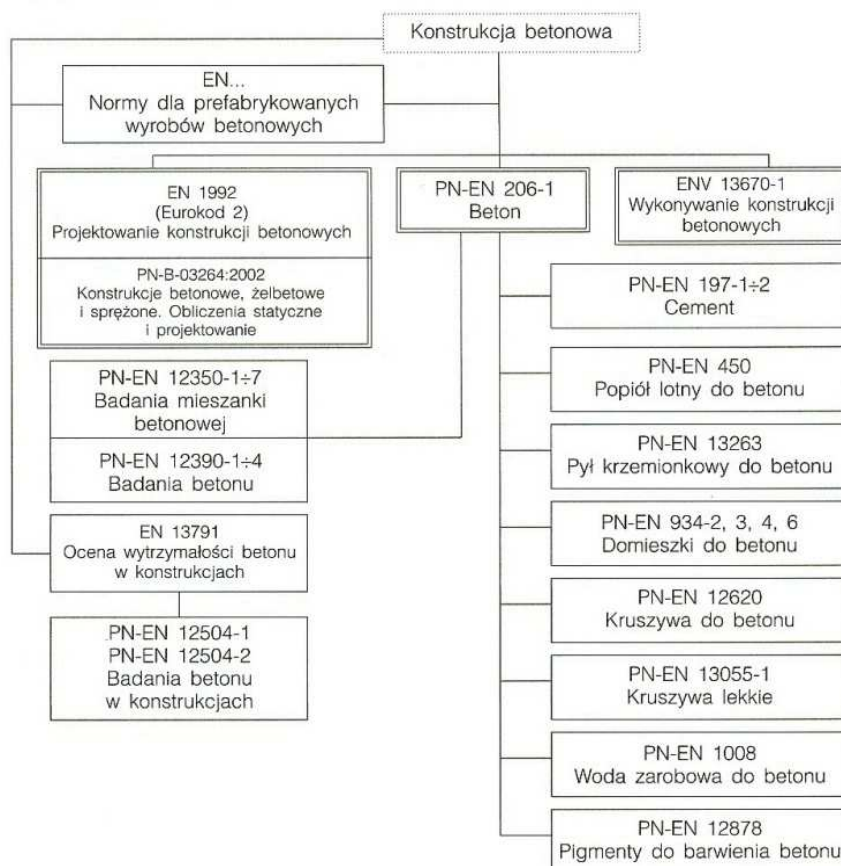 Konstrukcja betonowa
EN...
Normy dla prefabrykowanych
wyrobów betonowych
EN 1992
(Eurokod 2)
Projektowanie konstrukcji betonowych
PN-B-03264:2002
Konstrukcje betonowe, żelbetowe
i sprężone. Obliczenia statyczne
i projektowanie
PN-EN 206-1
Beton
ENV 13670-1
Wykonywanie konstrukcji
betonowych
PN-EN 12350-1÷7
Badania mieszanki
betonowej
PN-EN 12390-1÷4
Badania betonu
EN 13791
Ocena wytrzymałości betonu
w konstrukcjach
PN-EN 12504-1
PN-EN 12504-2
Badania betonu
w konstrukcjach
PN-EN 197-1÷2
Cement
PN-EN 450
Popiół lotny do betonu
PN-EN 13263
Pył krzemionkowy do betonu
PN-EN 934-2, 3, 4, 6
Domieszki do betonu
PN-EN 12620
Kruszywa do betonu
PN-EN 13055-1
Kruszywa lekkie
PN-EN 1008
Woda zarobowa do betonu
PN-EN 12878
Pigmenty do barwienia betonu